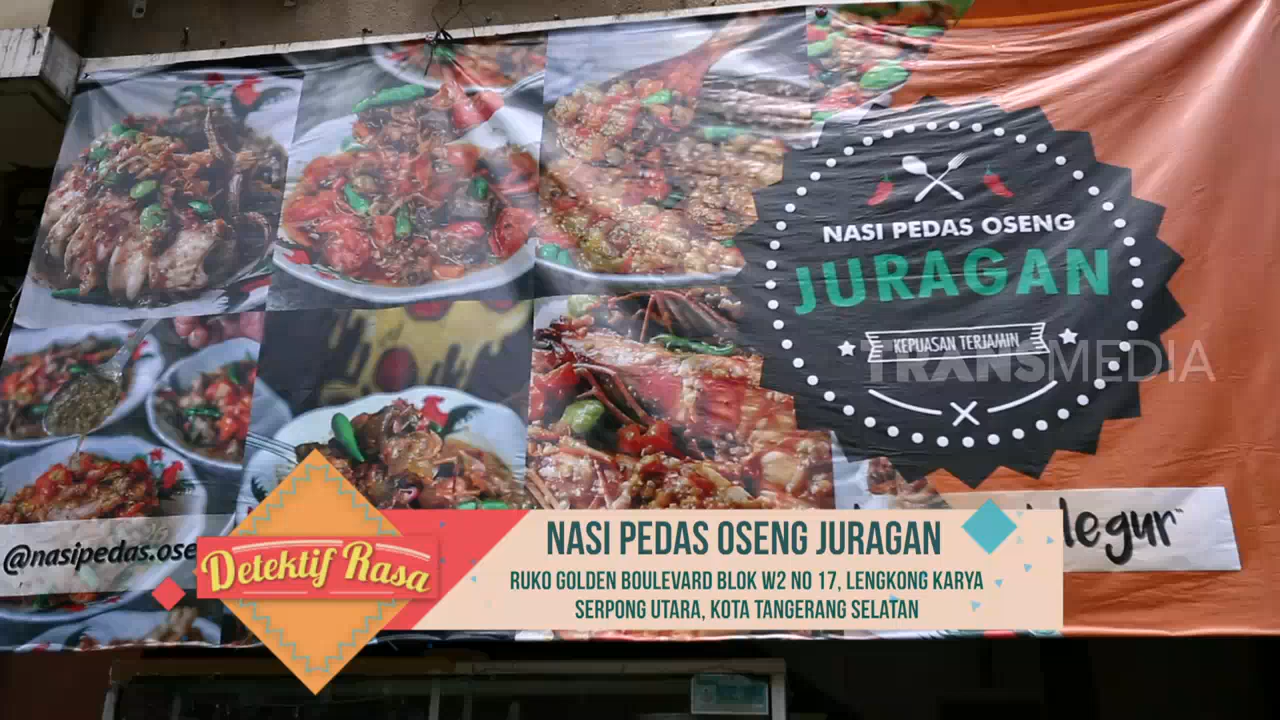 NASI PEDAS OSENG
JURAGAN
KEPUASAN TERJAMIN
TRANSMEDIA
@nasipedas.ose
legur
Detektif Rasa
NASI PEDAS OSENG JURAGAN
RUKO GOLDEN BOULEVARD BLOK W2 NO 17, LENGKONG KARYA
SERPONG UTARA, KOTA TANGERANG SELATAN